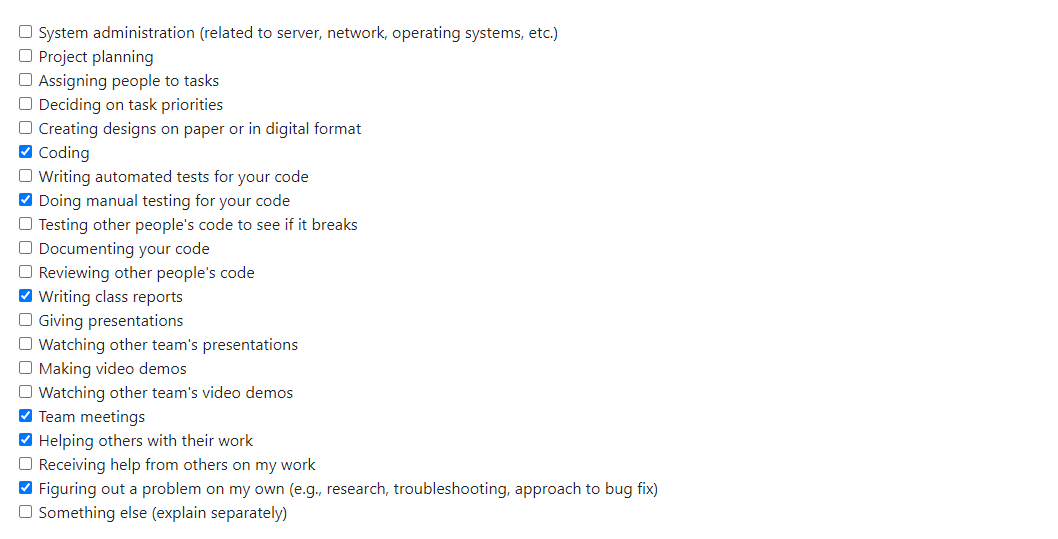 System administration (related to server, network, operating systems, etc.)
Project planning
Assigning people to tasks
Deciding on task priorities
Creating designs on paper or in digital format
Coding
Writing automated tests for your code
Doing manual testing for your code
Testing other people's code to see if it breaks
Documenting your code
Reviewing other people's code
Writing class reports
Giving presentations
Watching other team's presentations
Making video demos
Watching other team's video demos
Team meetings
Helping others with their work
Receiving help from others on my work
Figuring out a problem on my own (e.g., research, troubleshooting, approach to bug fix)
Something else (explain separately)